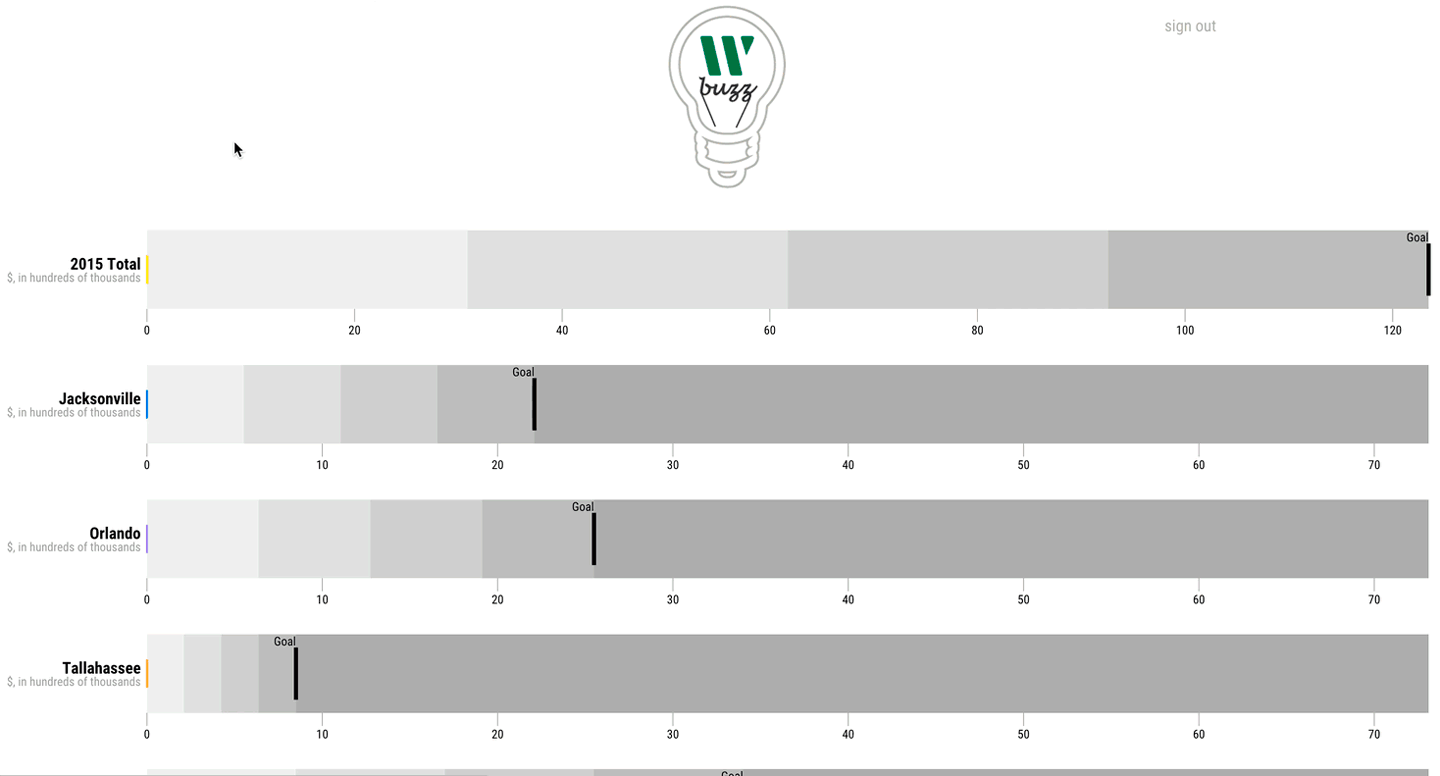 sign out
W
buzz
Goal
2015 Total
$, in hundreds of thousands
0 20 40 60 80 100 120
Goal
Jacksonville
$, in hundreds of thousands
0 10 20 30 40 50 60 70
Goal
Orlando
$, in hundreds of thousands
0 10 20 30 40 50 60 70
Goal
Tallahassee
$, in hundreds of thousands
0 10 20 30 40 50 60 70
Goal